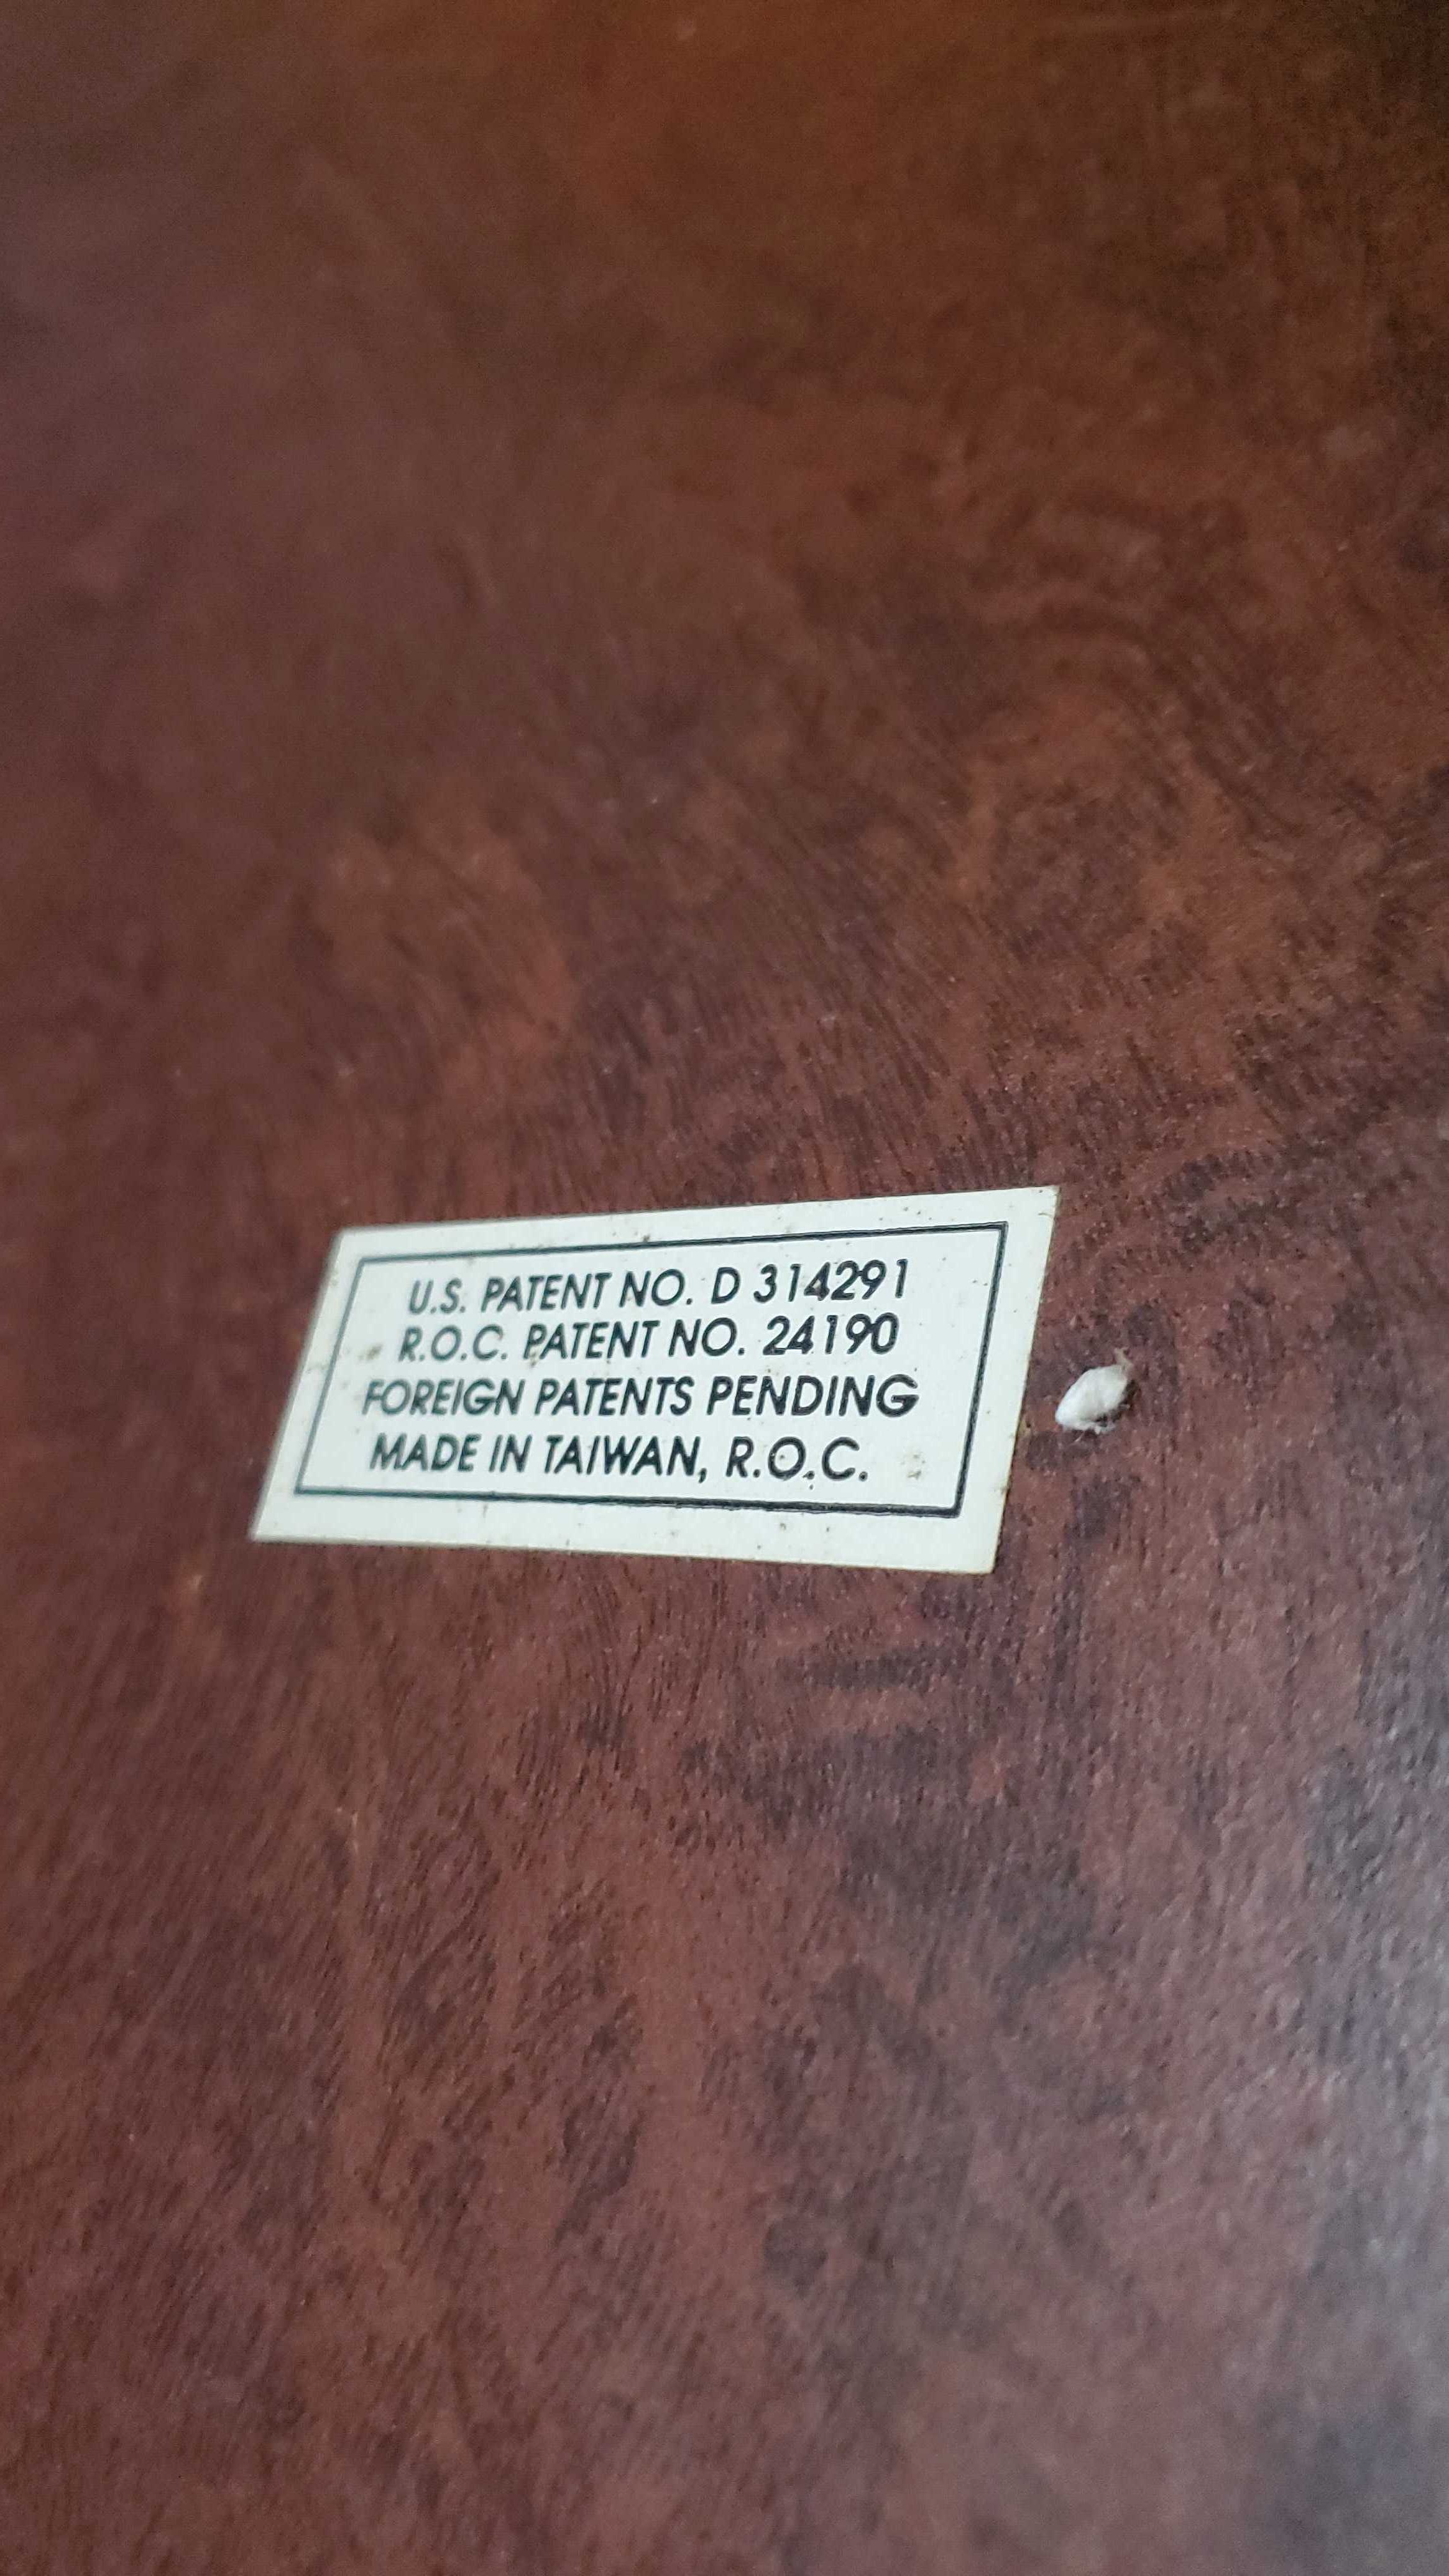 U.S. PATENT NO. D 314291
R.O.C. PATENT NO. 24190
FOREIGN PATENTS PENDING
MADE IN TAIWAN, R.O.C.